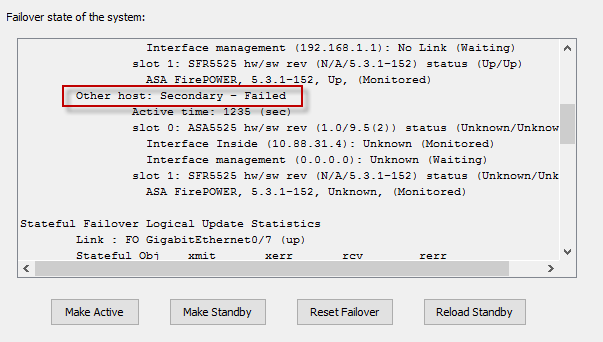 Failover state of the system:
Interface management (192.168.1.1): No Link (Waiting)
slot 1: SFR5525 hw/sw rev (N/A/5.3.1-152) status (Up/Up)
ASA FirePOWER, 5.3.1-152, Up, (Monitored)
Other host: Secondary - Failed
Active time: 1235 (sec)
slot 0: ASA5525 hw/sw rev (1.0/9.5(2)) status (Unknown/Unknow
Interface Inside (10.88.31.4): Unknown (Monitored)
Interface management (0.0.0.0): Unknown (Waiting)
slot 1: SFR5525 hw/sw rev (N/A/5.3.1-152) status (Unknown/Unk
ASA FirePOWER, 5.3.1-152, Unknown, (Monitored)
Stateful Failover Logical Update Statistics
Link : FO GigabitEthernet0/7 (up)
Stateful Obj xmit xerr rcv rerr
Make Active Make Standby Reset Failover Reload Standby